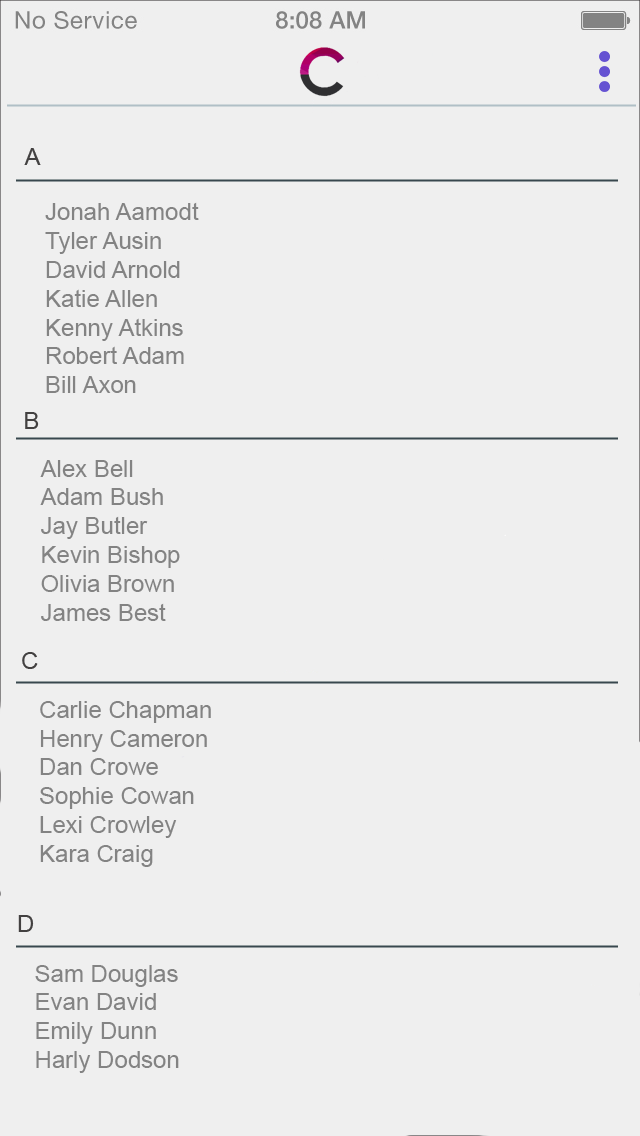 No Service 8:08 AM
C
A
Jonah Aamodt
Tyler Ausin
David Arnold
Katie Allen
Kenny Atkins
Robert Adam
Bill Axon
B
Alex Bell
Adam Bush
Jay Butler
Kevin Bishop
Olivia Brown
James Best
C
Carlie Chapman
Henry Cameron
Dan Crowe
Sophie Cowan
Lexi Crowley
Kara Craig
D
Sam Douglas
Evan David
Emily Dunn
Harly Dodson